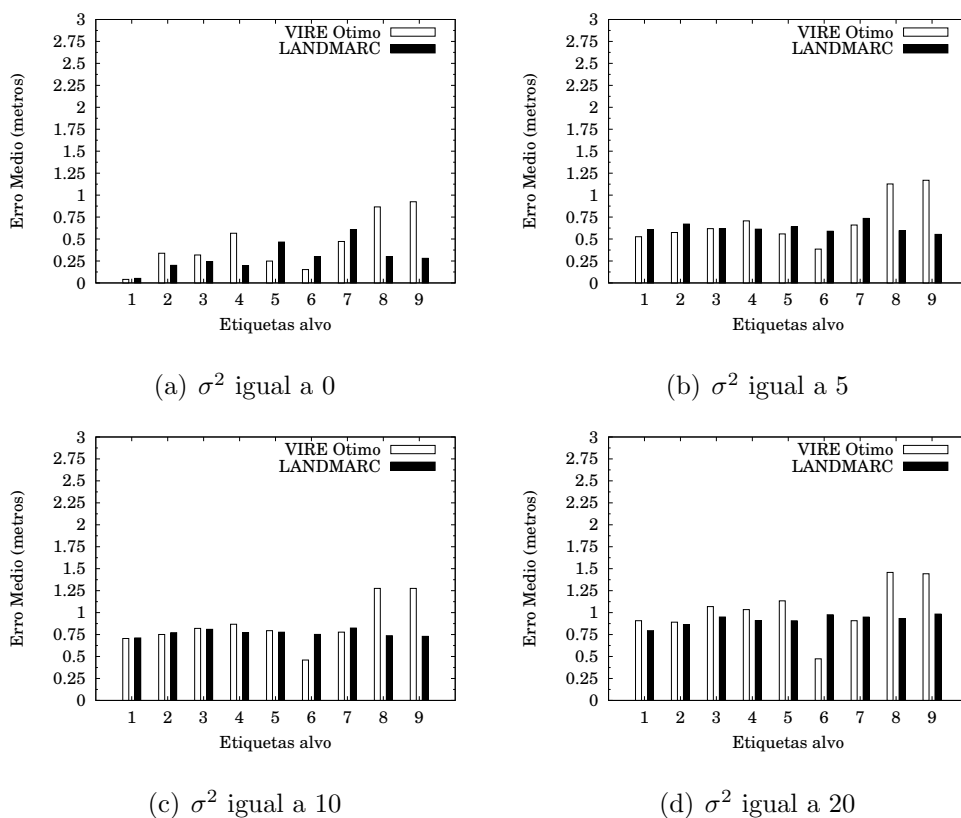 3
2.75
2.5
2.25
2
1.75
1.5
1.25
1
0.75
0.5
0.25
0
Erro Medio (metros)
VIRE Otimo
LANDMARC
1 2 3 4 5 6 7 8 9
Etiquetas alvo
(a) σ² igual a 0
3
2.75
2.5
2.25
2
1.75
1.5
1.25
1
0.75
0.5
0.25
0
Erro Medio (metros)
VIRE Otimo
LANDMARC
1 2 3 4 5 6 7 8 9
Etiquetas alvo
(b) σ² igual a 5
3
2.75
2.5
2.25
2
1.75
1.5
1.25
1
0.75
0.5
0.25
0
Erro Medio (metros)
VIRE Otimo
LANDMARC
1 2 3 4 5 6 7 8 9
Etiquetas alvo
(c) σ² igual a 10
3
2.75
2.5
2.25
2
1.75
1.5
1.25
1
0.75
0.5
0.25
0
Erro Medio (metros)
VIRE Otimo
LANDMARC
1 2 3 4 5 6 7 8 9
Etiquetas alvo
(d) σ² igual a 20